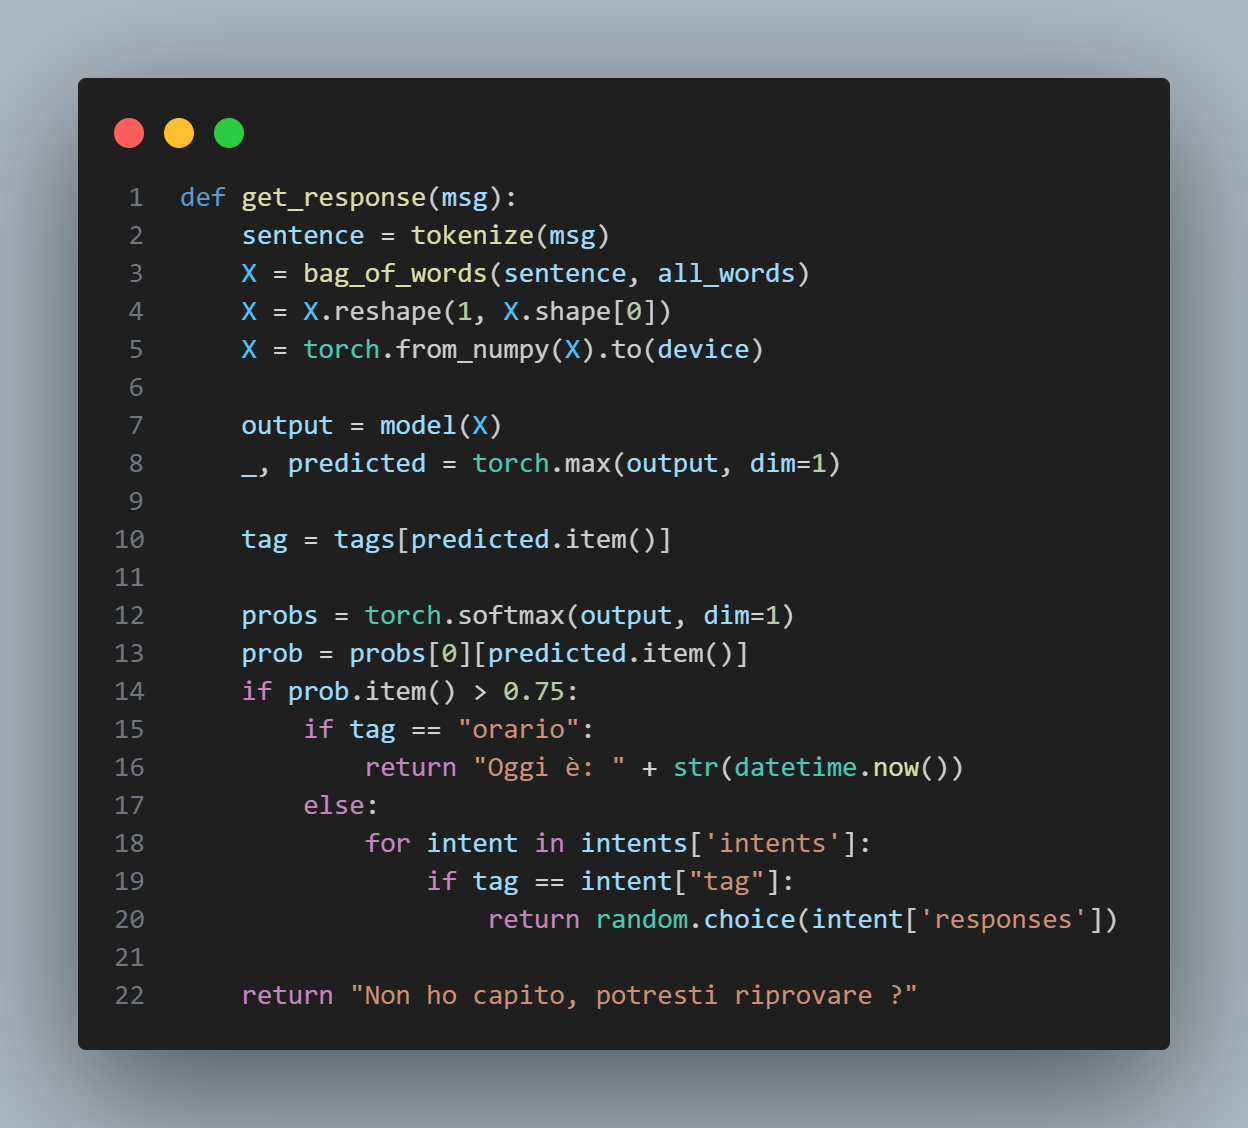 1 def get_response(msg):
2     sentence = tokenize(msg)
3     X = bag_of_words(sentence, all_words)
4     X = X.reshape(1, X.shape[0])
5     X = torch.from_numpy(X).to(device)
6
7     output = model(X)
8     _, predicted = torch.max(output, dim=1)
9
10     tag = tags[predicted.item()]
11
12     probs = torch.softmax(output, dim=1)
13     prob = probs[0][predicted.item()]
14     if prob.item() > 0.75:
15         if tag == "orario":
16             return "Oggi è: " + str(datetime.now())
17         else:
18             for intent in intents['intents']:
19                 if tag == intent["tag"]:
20                     return random.choice(intent['responses'])
21
22     return "Non ho capito, potresti riprovare ?"